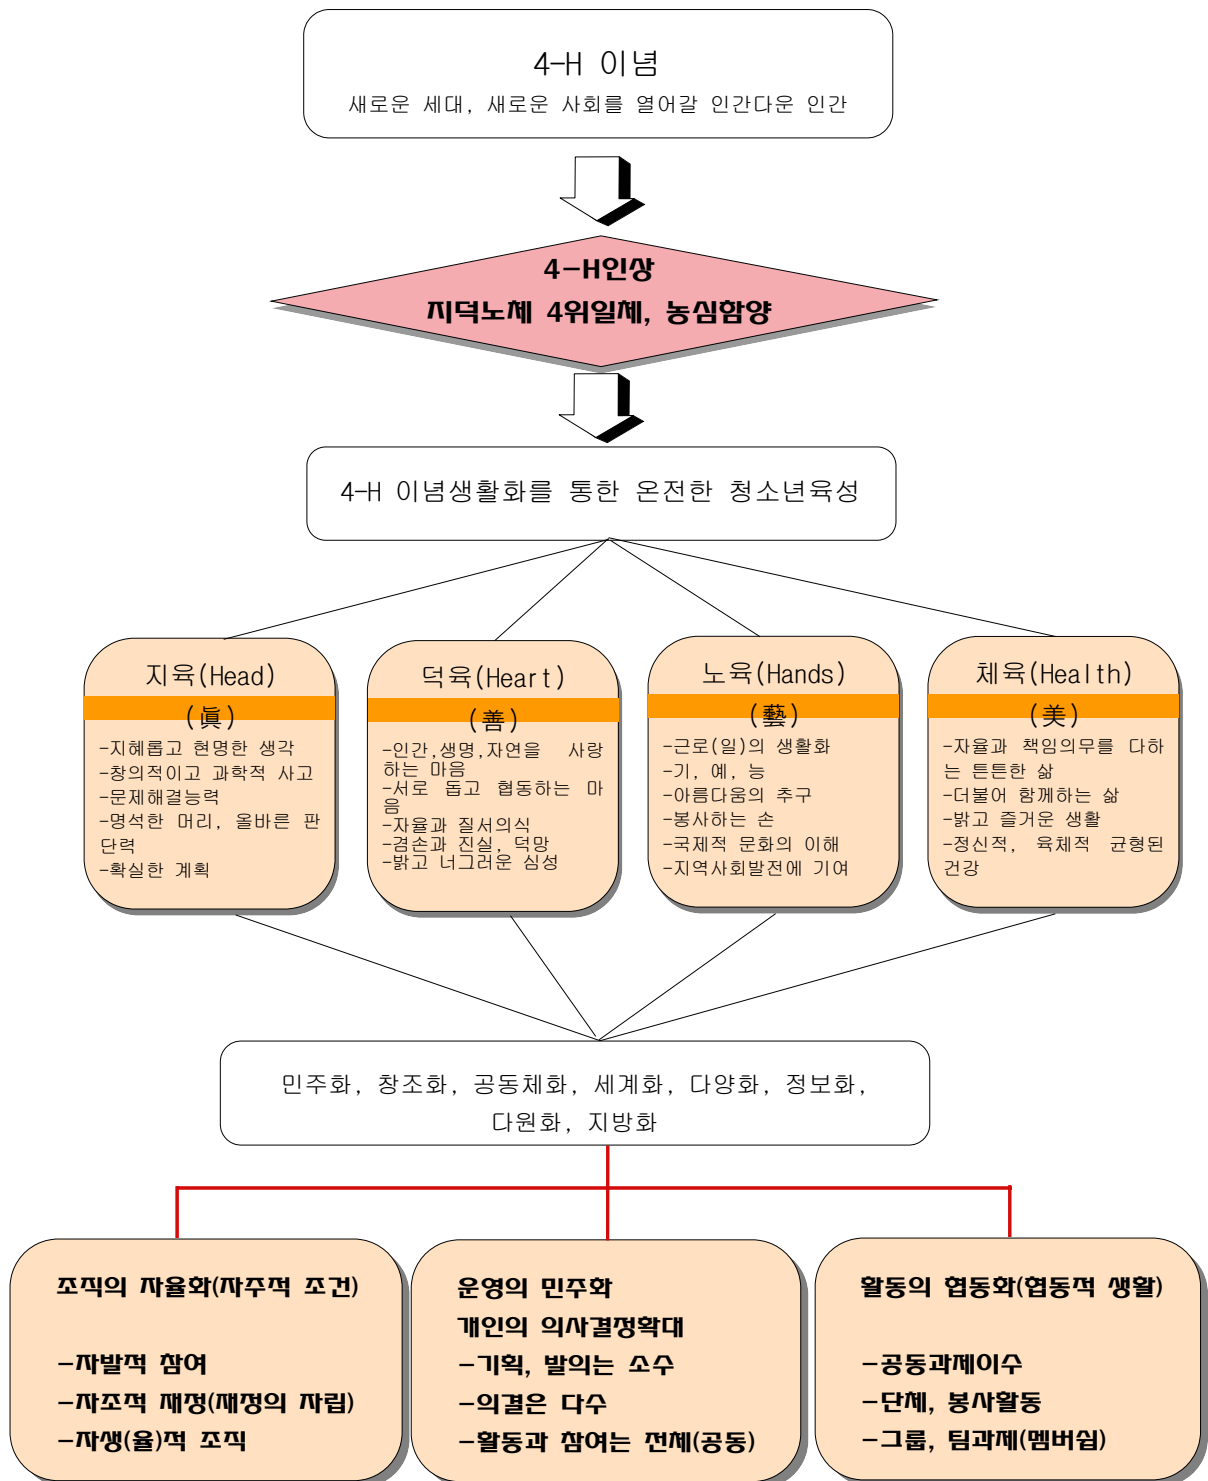 4-H 이념
새로운 세대, 새로운 사회를 열어갈 인간다운 인간
4-H인상
지덕노체 4위일체, 농심함양
4-H 이념생활화를 통한 온전한 청소년육성
지육(Head)
(眞)
-지혜롭고 현명한 생각
-창의적이고 과학적 사고
-문제해결능력
-명석한 머리, 올바른 판
단력
-확실한 계획
덕육(Heart)
(善)
-인간,생명,자연을 사랑
하는 마음
-서로 돕고 협동하는 마
음
-자율과 질서의식
-겸손과 진실, 덕망
-밝고 너그러운 심성
노육(Hands)
(藝)
-근로(일)의 생활화
-기, 예, 능
-아름다움의 추구
-봉사하는 손
-국제적 문화의 이해
-지역사회발전에 기여
체육(Health)
(美)
-자율과 책임의무를 다하
는 튼튼한 삶
-더불어 함께하는 삶
-밝고 즐거운 생활
-정신적, 육체적 균형된
건강
민주화, 창조화, 공동체화, 세계화, 다양화, 정보화,
다원화, 지방화
조직의 자율화(자주적 조건)
-자발적 참여
-자조적 재정(재정의 자립)
-자생(율)적 조직
운영의 민주화
개인의 의사결정확대
-기획, 발의는 소수
-의결은 다수
-활동과 참여는 전체(공동)
활동의 협동화(협동적 생활)
-공동과제이수
-단체, 봉사활동
-그룹, 팀과제(멤버쉽)